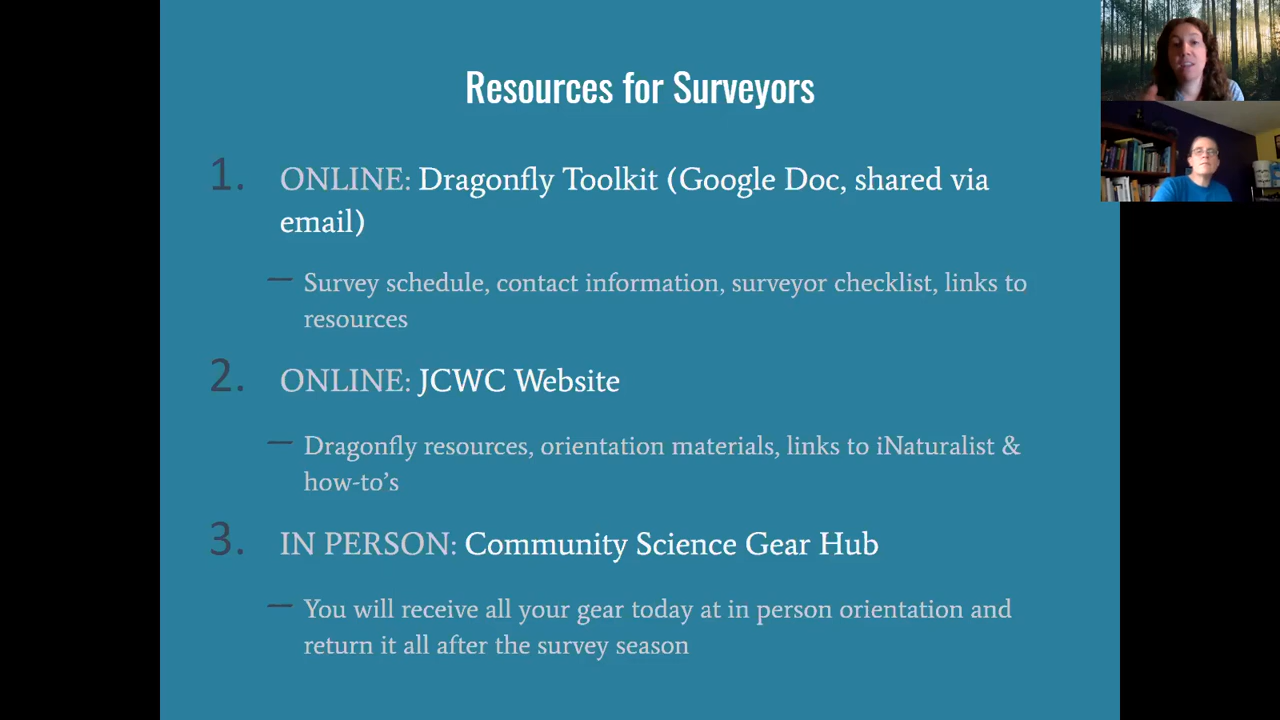 Resources for Surveyors
1. ONLINE: Dragonfly Toolkit (Google Doc, shared via
email)
— Survey schedule, contact information, surveyor checklist, links to
resources
2. ONLINE: JCWC Website
— Dragonfly resources, orientation materials, links to iNaturalist &
how-to’s
3. IN PERSON: Community Science Gear Hub
— You will receive all your gear today at in person orientation and
return it all after the survey season